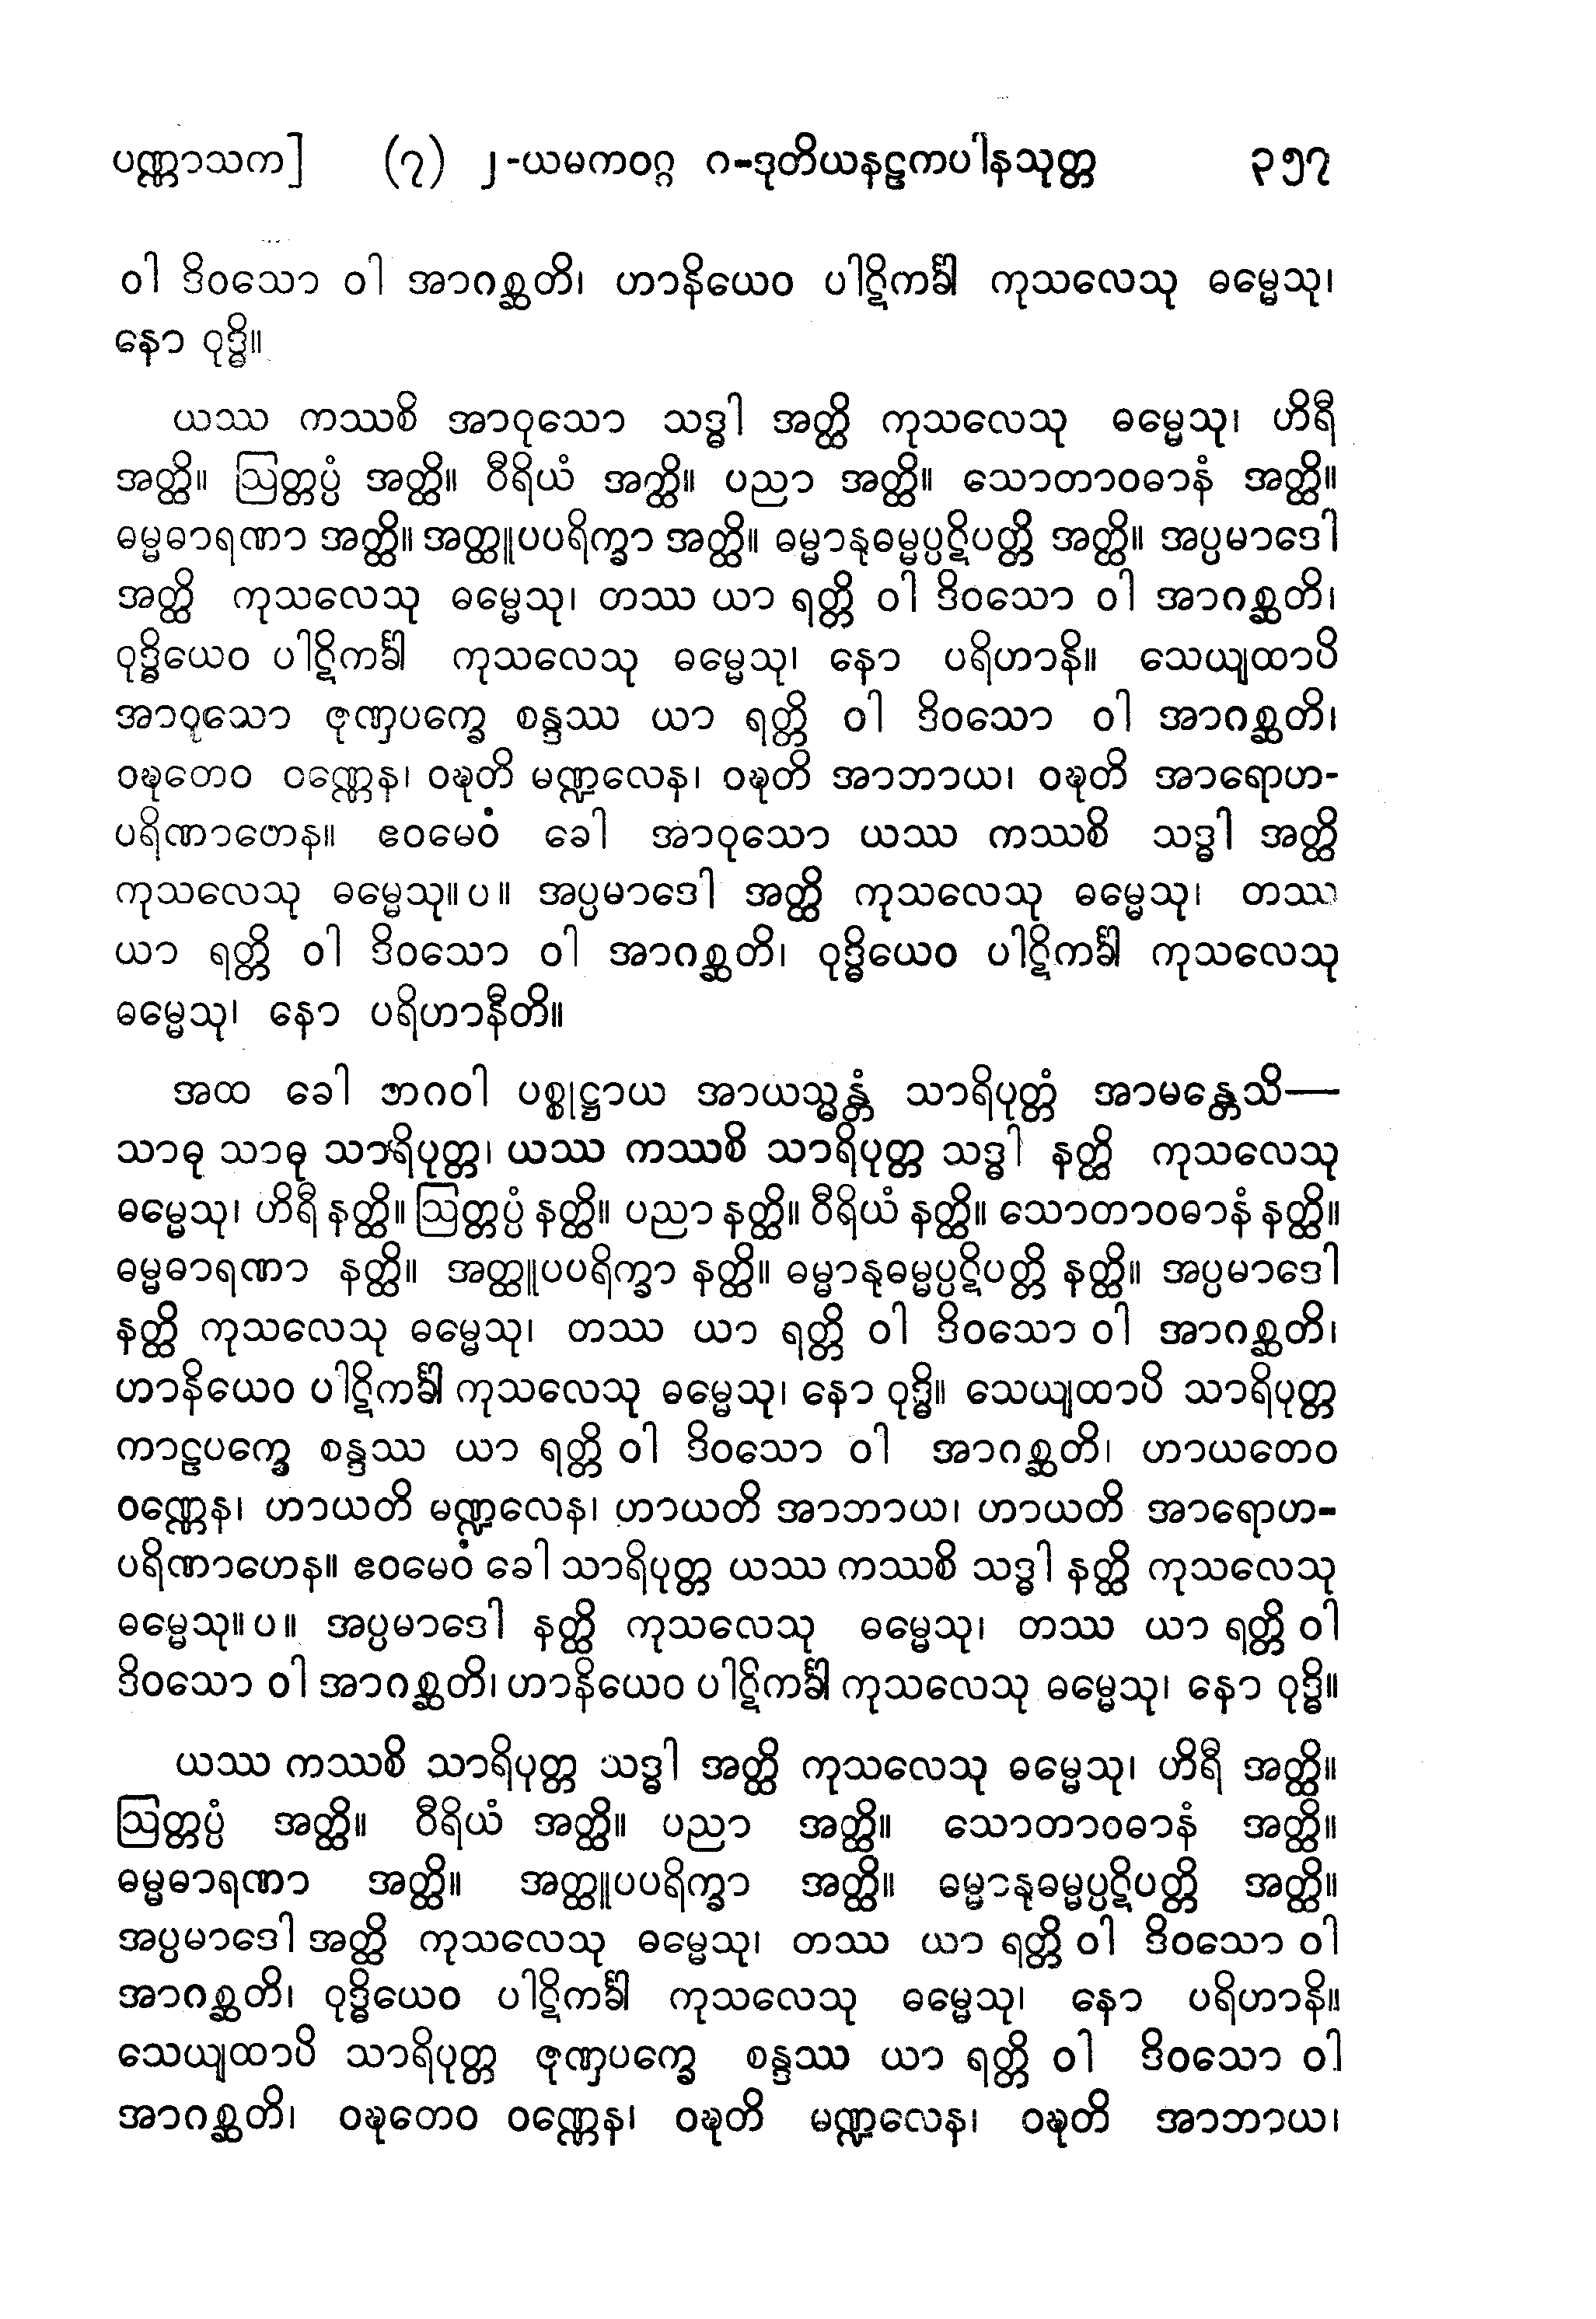 ပဏ္ဏာသက] (၇) ၂-ယမကဝဂ္ဂ ဂ-ဒုတိယနဠကပါနသုတ္တ ၃၅၇
ဝါ ဒိဝသော ဝါ အာဂစ္ဆတိ၊ ဟာနိယေဝ ပါဋိကင်္ခါ ကုသလေသု ဓမ္မေသု၊
နော ဝုဒ္ဓိ။
ယဿ ကဿစိ အာဝုသော သဒ္ဓါ အတ္ထိ ကုသလေသု ဓမ္မေသု၊ ဟိရီ
အတ္ထိ။ ဩတ္တပ္ပံ အတ္ထိ။ ဝီရိယံ အတ္ထိ။ ပညာ အတ္ထိ။ သောတာဝဓာနံ အတ္ထိ။
ဓမ္မဓာရဏာ အတ္ထိ။ အတ္ထူပပရိက္ခာ အတ္ထိ။ ဓမ္မာနုဓမ္မပ္ပဋိပတ္တိ အတ္ထိ။ အပ္ပမာဒေါ
အတ္ထိ ကုသလေသု ဓမ္မေသု၊ တဿ ယာ ရတ္တိ ဝါ ဒိဝသော ဝါ အာဂစ္ဆတိ၊
ဝုဒ္ဓိယေဝ ပါဋိကင်္ခါ ကုသလေသု ဓမ္မေသု၊ နော ပရိဟာနိ။ သေယျထာပိ
အာဝုသော ဇုဏှပက္ခေ စန္ဒဿ ယာ ရတ္တိ ဝါ ဒိဝသော ဝါ အာဂစ္ဆတိ၊
ဝဍ္ဎတေဝ ဝဏ္ဏေန၊ ဝဍ္ဎတိ မဏ္ဍလေန၊ ဝဍ္ဎတိ အာဘာယ၊ ဝဍ္ဎတိ အာရောဟ-
ပရိဏာဟေန။ ဧဝမေဝံ ခေါ အာဝုသော ယဿ ကဿစိ သဒ္ဓါ အတ္ထိ
ကုသလေသု ဓမ္မေသု။ ပ။ အပ္ပမာဒေါ အတ္ထိ ကုသလေသု ဓမ္မေသု၊ တဿ
ယာ ရတ္တိ ဝါ ဒိဝသော ဝါ အာဂစ္ဆတိ၊ ဝုဒ္ဓိယေဝ ပါဋိကင်္ခါ ကုသလေသု
ဓမ္မေသု၊ နော ပရိဟာနီတိ။
အထ ခေါ ဘဂဝါ ပစ္စုဋ္ဌာယ အာယသ္မန္တံ သာရိပုတ္တံ အာမန္တေသိ—
သာဓု သာဓု သာရိပုတ္တ၊ ယဿ ကဿစိ သာရိပုတ္တ သဒ္ဓါ နတ္ထိ ကုသလေသု
ဓမ္မေသု၊ ဟိရီ နတ္ထိ။ ဩတ္တပ္ပံ နတ္ထိ။ ပညာ နတ္ထိ။ ဝီရိယံ နတ္ထိ။ သောတာဝဓာနံ နတ္ထိ။
ဓမ္မဓာရဏာ နတ္ထိ။ အတ္ထူပပရိက္ခာ နတ္ထိ။ ဓမ္မာနုဓမ္မပ္ပဋိပတ္တိ နတ္ထိ။ အပ္ပမာဒေါ
နတ္ထိ ကုသလေသု ဓမ္မေသု၊ တဿ ယာ ရတ္တိ ဝါ ဒိဝသော ဝါ အာဂစ္ဆတိ၊
ဟာနိယေဝ ပါဋိကင်္ခါ ကုသလေသု ဓမ္မေသု၊ နော ဝုဒ္ဓိ။ သေယျထာပိ သာရိပုတ္တ
ကာဠပက္ခေ စန္ဒဿ ယာ ရတ္တိ ဝါ ဒိဝသော ဝါ အာဂစ္ဆတိ၊ ဟာယတေဝ
ဝဏ္ဏေန၊ ဟာယတိ မဏ္ဍလေန၊ ဟာယတိ အာဘာယ၊ ဟာယတိ အာရောဟ-
ပရိဏာဟေန။ ဧဝမေဝံ ခေါ သာရိပုတ္တ ယဿ ကဿစိ သဒ္ဓါ နတ္ထိ ကုသလေသု
ဓမ္မေသု။ ပ။ အပ္ပမာဒေါ နတ္ထိ ကုသလေသု ဓမ္မေသု၊ တဿ ယာ ရတ္တိ ဝါ
ဒိဝသော ဝါ အာဂစ္ဆတိ၊ ဟာနိယေဝ ပါဋိကင်္ခါ ကုသလေသု ဓမ္မေသု၊ နော ဝုဒ္ဓိ။
ယဿ ကဿစိ သာရိပုတ္တ သဒ္ဓါ အတ္ထိ ကုသလေသု ဓမ္မေသု၊ ဟိရီ အတ္ထိ။
ဩတ္တပ္ပံ အတ္ထိ။ ဝီရိယံ အတ္ထိ။ ပညာ အတ္ထိ။ သောတာဝဓာနံ အတ္ထိ။
ဓမ္မဓာရဏာ အတ္ထိ။ အတ္ထူပပရိက္ခာ အတ္ထိ။ ဓမ္မာနုဓမ္မပ္ပဋိပတ္တိ အတ္ထိ။
အပ္ပမာဒေါ အတ္ထိ ကုသလေသု ဓမ္မေသု၊ တဿ ယာ ရတ္တိ ဝါ ဒိဝသော ဝါ
အာဂစ္ဆတိ၊ ဝုဒ္ဓိယေဝ ပါဋိကင်္ခါ ကုသလေသု ဓမ္မေသု၊ နော ပရိဟာနိ။
သေယျထာပိ သာရိပုတ္တ ဇုဏှပက္ခေ စန္ဒဿ ယာ ရတ္တိ ဝါ ဒိဝသော ဝါ
အာဂစ္ဆတိ၊ ဝဍ္ဎတေဝ ဝဏ္ဏေန၊ ဝဍ္ဎတိ မဏ္ဍလေန၊ ဝဍ္ဎတိ အာဘာယ၊